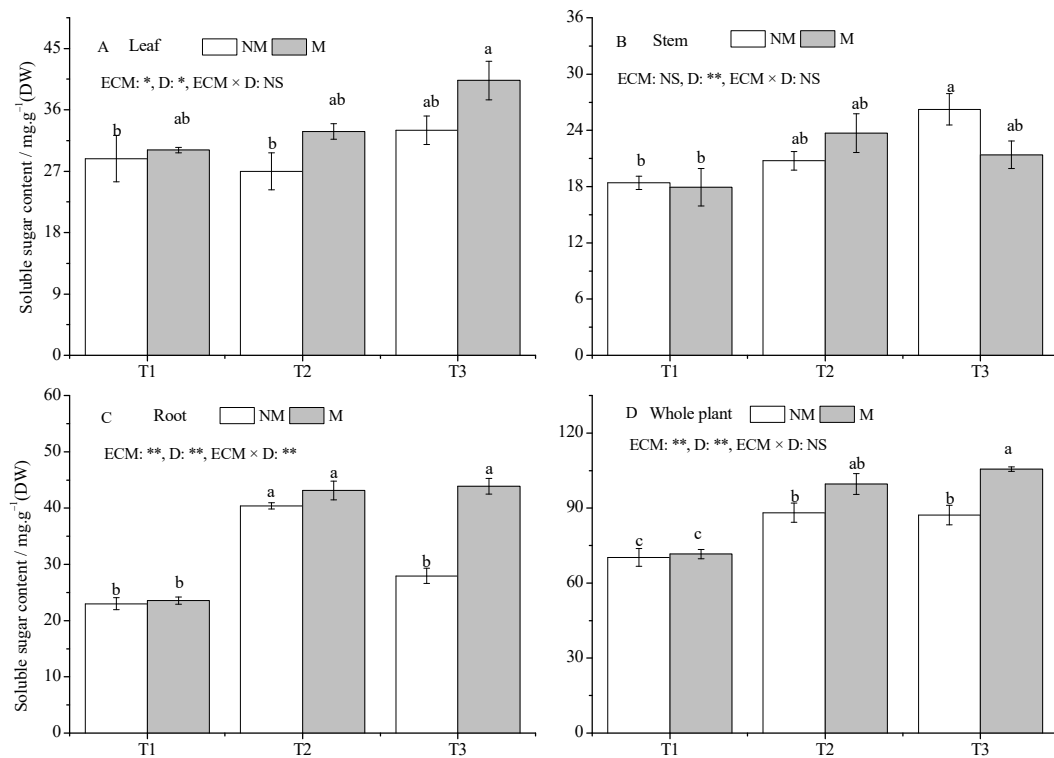 A Leaf NM M
ECM: *, D: *, ECM × D: NS
Soluble sugar content / mg.g⁻¹(DW)
45
36
27
18
9
0
b ab b ab ab a
T1 T2 T3
B Stem NM M
ECM: NS, D: **, ECM × D: NS
36
30
24
18
12
6
0
b b ab ab a ab
T1 T2 T3
C Root NM M
ECM: **, D: **, ECM × D: **
Soluble sugar content / mg.g⁻¹(DW)
60
50
40
30
20
10
0
b b a a b a
T1 T2 T3
D Whole plant NM M
ECM: **, D: **, ECM × D: NS
120
90
60
30
0
c c b ab b a
T1 T2 T3